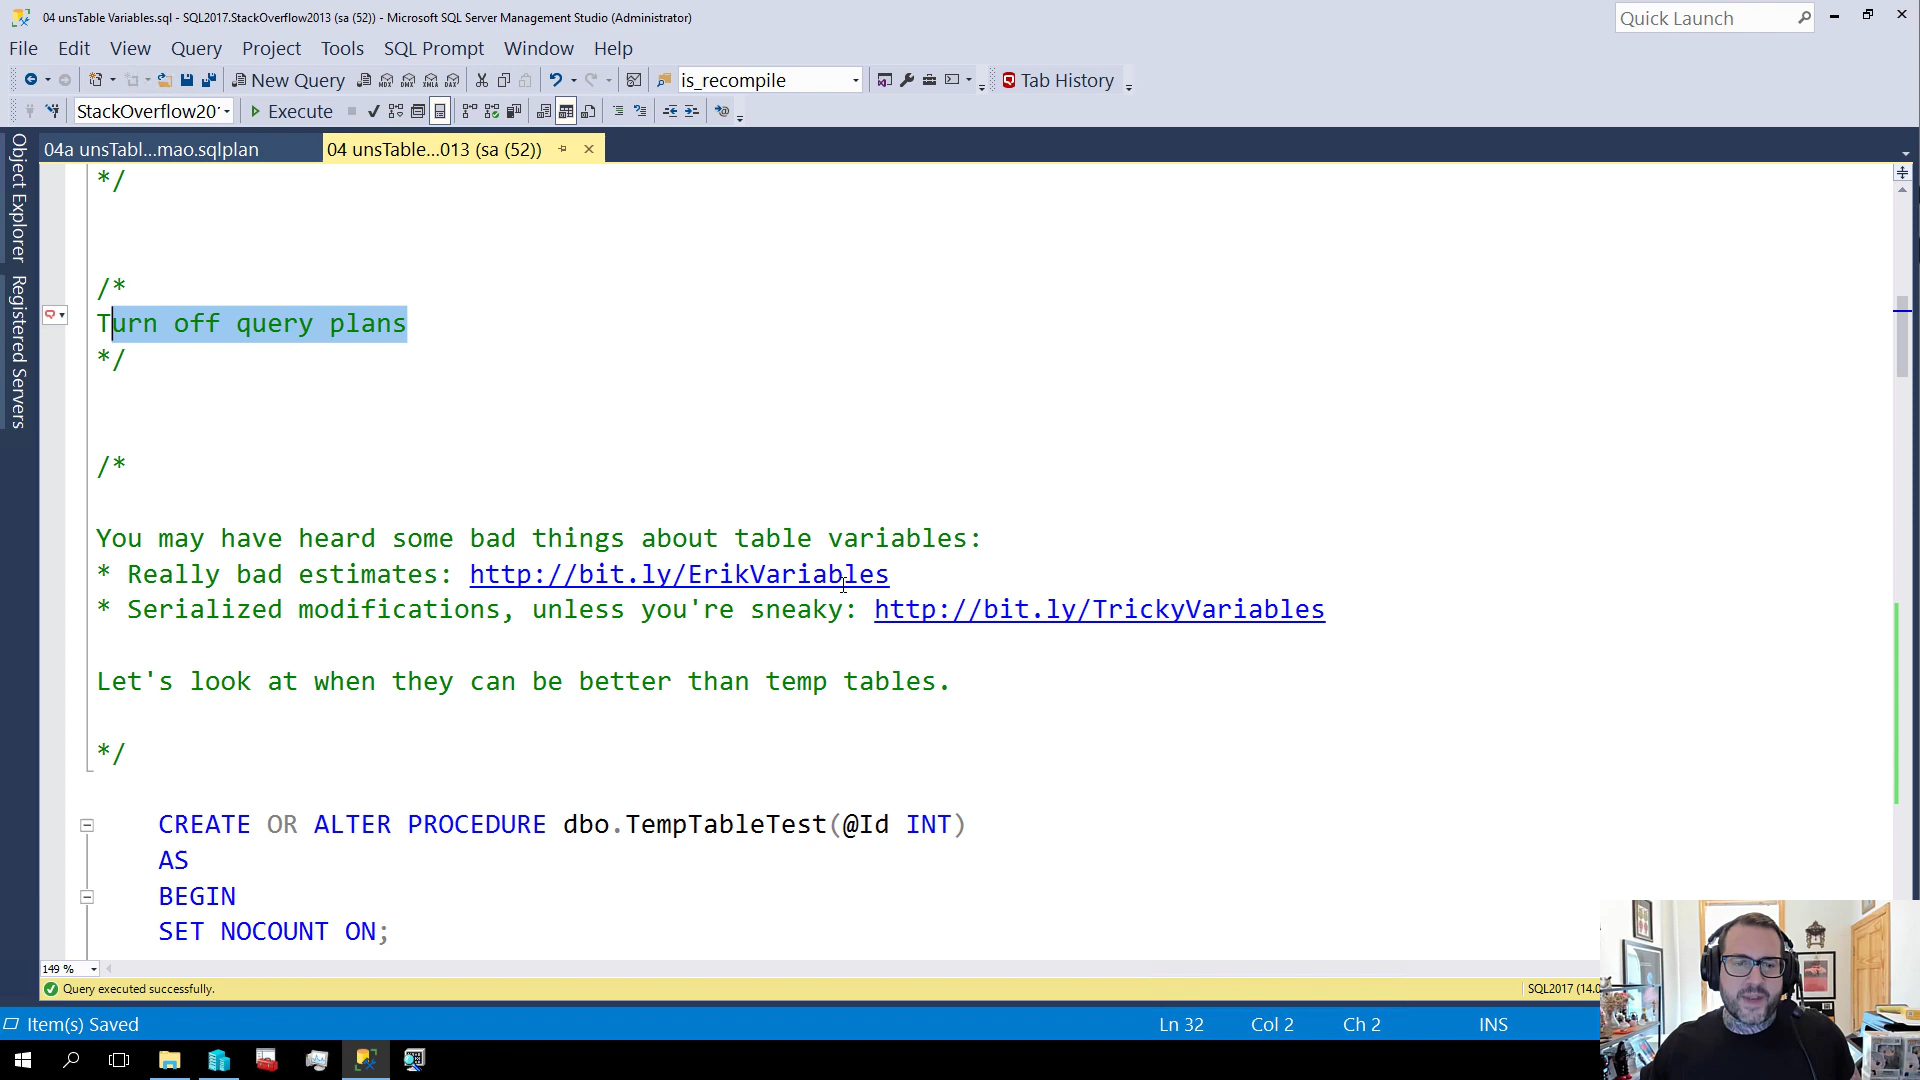 04 unsTable Variables.sql - SQL2017.StackOverflow2013 (sa (52)) - Microsoft SQL Server Management Studio (Administrator)
Quick Launch
File Edit View Query Project Tools SQL Prompt Window Help
New Query
is_recompile
Tab History
StackOverflow201
Execute
04a unsTabl...mao.sqlplan
04 unsTable...013 (sa (52))
Object Explorer
Registered Servers
*/
/*
Turn off query plans
*/
/*
You may have heard some bad things about table variables:
* Really bad estimates: http://bit.ly/ErikVariables
* Serialized modifications, unless you're sneaky: http://bit.ly/TrickyVariables
Let's look at when they can be better than temp tables.
*/
CREATE OR ALTER PROCEDURE dbo.TempTableTest(@Id INT)
AS
BEGIN
SET NOCOUNT ON;
149 %
Query executed successfully.
SQL2017 (14.0
Item(s) Saved
Ln 32
Col 2
Ch 2
INS